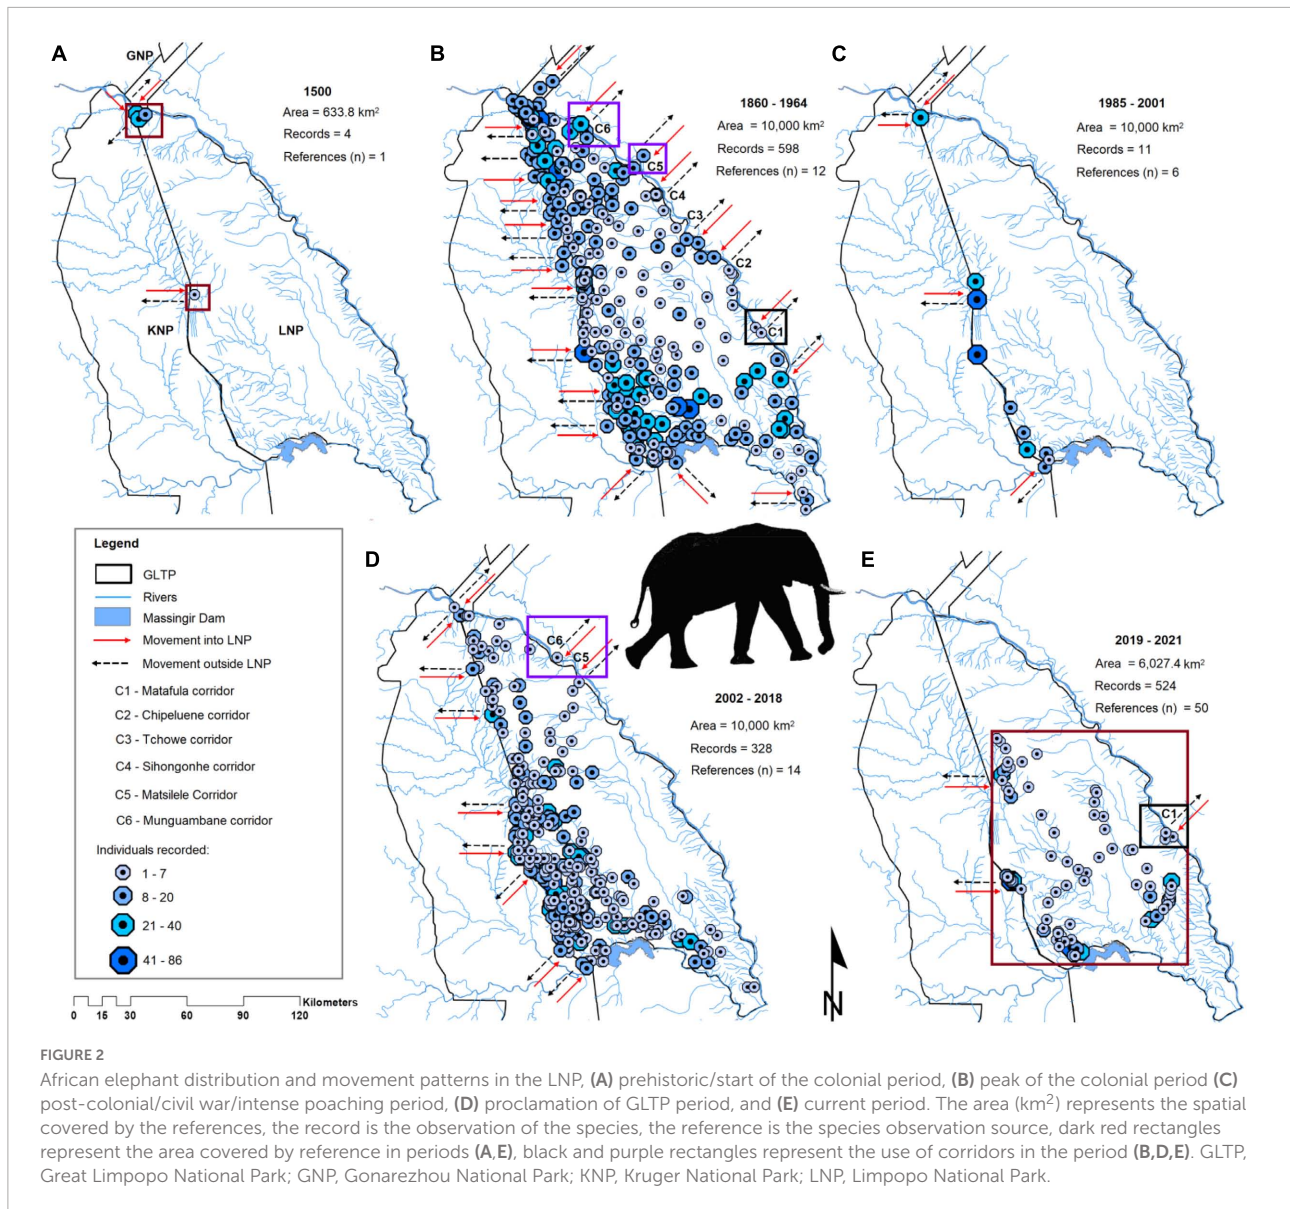 A
GNP
1500
Area = 633.8 km²
Records = 4
References (n) = 1
KNP
LNP
B
1860 - 1964
Area = 10,000 km²
Records = 598
References (n) = 12
C6
C5
C4
C3
C2
C1
C
1985 - 2001
Area = 10,000 km²
Records = 11
References (n) = 6
Legend
GLTP
Rivers
Massingir Dam
Movement into LNP
Movement outside LNP
C1 - Matafula corridor
C2 - Chipeluene corridor
C3 - Tchowe corridor
C4 - Sihongonhe corridor
C5 - Matsilele Corridor
C6 - Munguambane corridor
Individuals recorded:
1 - 7
8 - 20
21 - 40
41 - 86
Kilometers
0 15 30 60 90 120
D
C6
C5
2002 - 2018
Area = 10,000 km²
Records = 328
References (n) = 14
N
E
2019 - 2021
Area = 6,027.4 km²
Records = 524
References (n) = 50
C1
FIGURE 2
African elephant distribution and movement patterns in the LNP, (A) prehistoric/start of the colonial period, (B) peak of the colonial period (C)
post-colonial/civil war/intense poaching period, (D) proclamation of GLTP period, and (E) current period. The area (km²) represents the spatial
covered by the references, the record is the observation of the species, the reference is the species observation source, dark red rectangles
represent the area covered by reference in periods (A,E), black and purple rectangles represent the use of corridors in the period (B,D,E). GLTP,
Great Limpopo National Park; GNP, Gonarezhou National Park; KNP, Kruger National Park; LNP, Limpopo National Park.